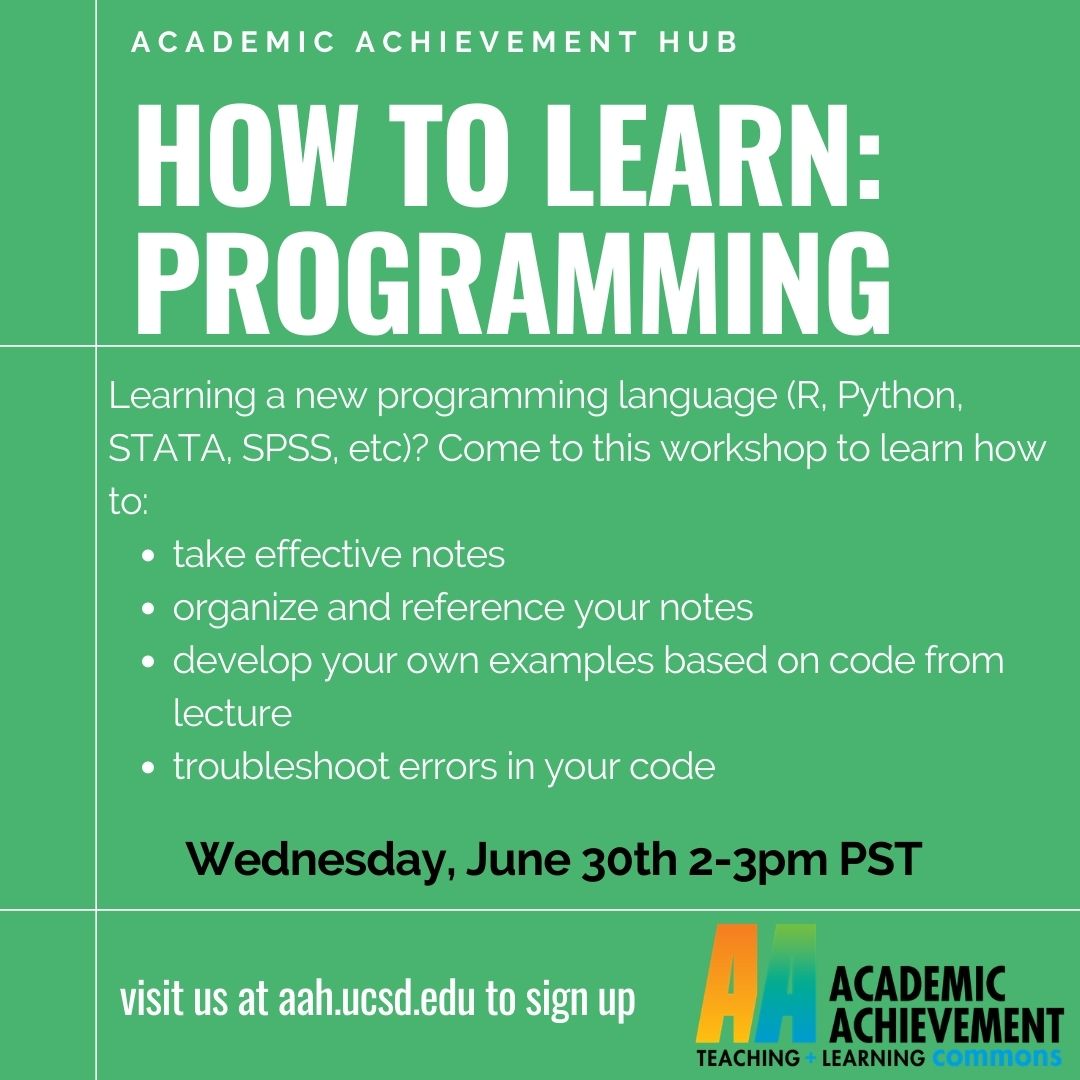 ACADEMIC ACHIEVEMENT HUB
HOW TO LEARN:
PROGRAMMING
Learning a new programming language (R, Python,
STATA, SPSS, etc)? Come to this workshop to learn how
to:
• take effective notes
• organize and reference your notes
• develop your own examples based on code from
lecture
• troubleshoot errors in your code
Wednesday, June 30th 2-3pm PST
visit us at aah.ucsd.edu to sign up
AA ACADEMIC
ACHIEVEMENT
TEACHING + LEARNING commons